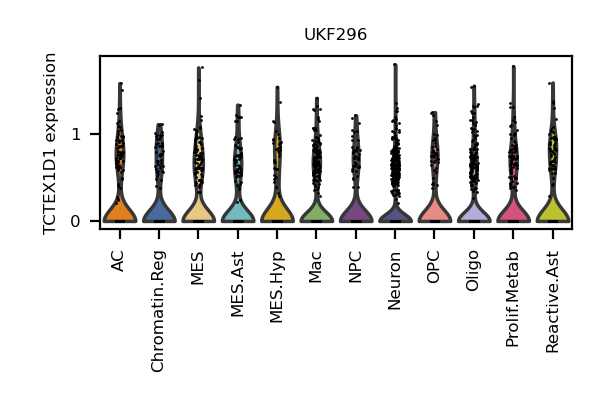 UKF296
TCTEX1D1 expression
1
0
AC
Chromatin.Reg
MES
MES.Ast
MES.Hyp
Mac
NPC
Neuron
OPC
Oligo
Prolif.Metab
Reactive.Ast